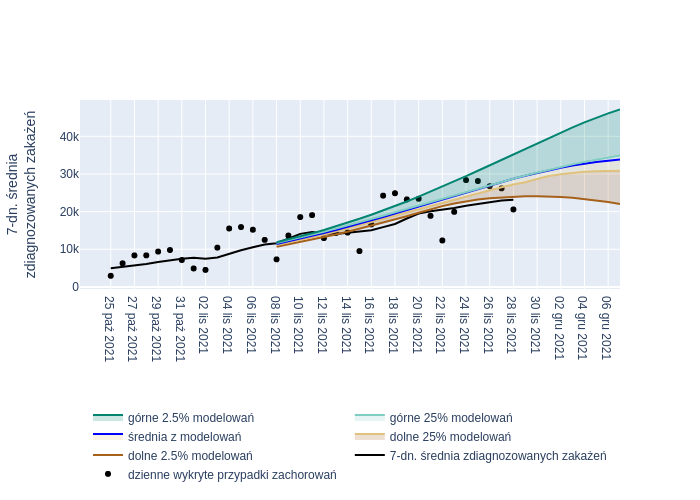 7-dn. średnia
zdiagnozowanych zakażeń
40k
30k
20k
10k
0
25 paź 2021
27 paź 2021
29 paź 2021
31 paź 2021
02 lis 2021
04 lis 2021
06 lis 2021
08 lis 2021
10 lis 2021
12 lis 2021
14 lis 2021
16 lis 2021
18 lis 2021
20 lis 2021
22 lis 2021
24 lis 2021
26 lis 2021
28 lis 2021
30 lis 2021
02 gru 2021
04 gru 2021
06 gru 2021
górne 2.5% modelowań
górne 25% modelowań
średnia z modelowań
dolne 25% modelowań
dolne 2.5% modelowań
7-dn. średnia zdiagnozowanych zakażeń
dzienne wykryte przypadki zachorowań